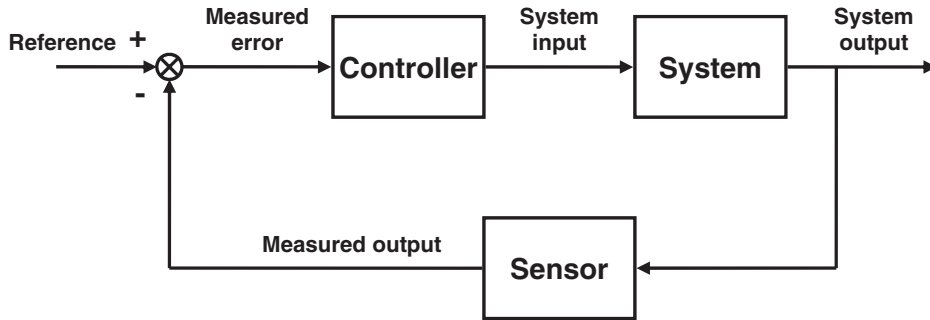 Reference
+
-
Measured
error
Controller
System
input
System
System
output
Measured output
Sensor